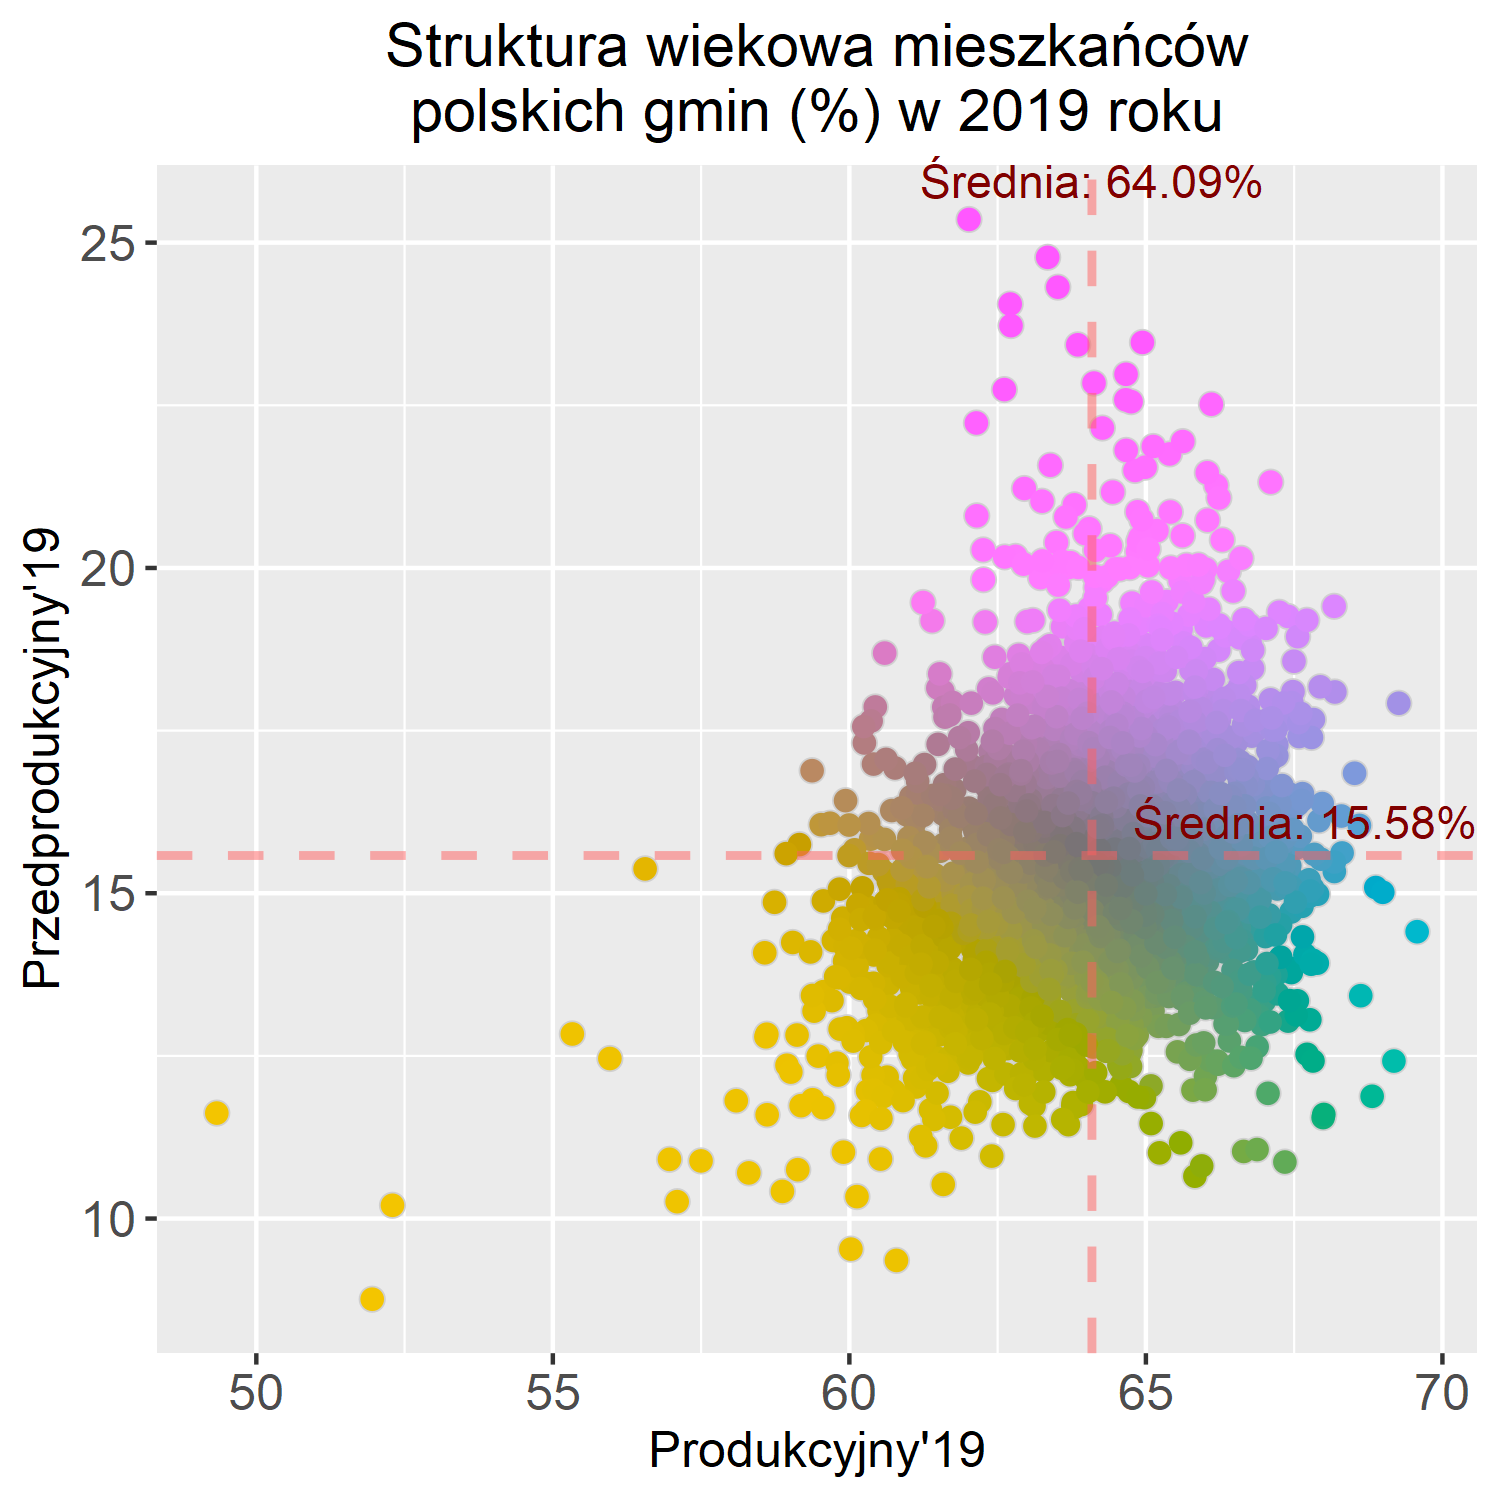 Struktura wiekowa mieszkańców
polskich gmin (%) w 2019 roku
Średnia: 64.09%
25
20
Średnia: 15.58%
15
10
Przedprodukcyjny'19
50 55 60 65 70
Produkcyjny'19